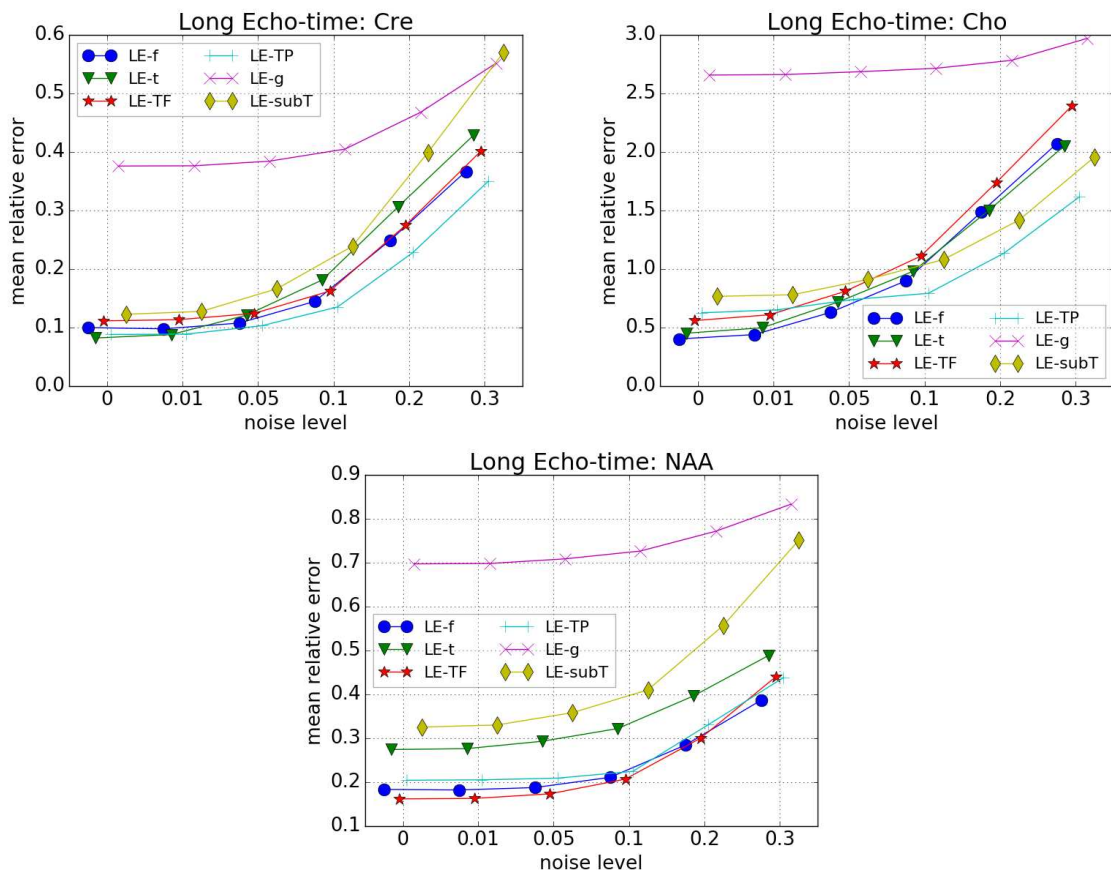 Long Echo-time: Cre
0.6
0.5
0.4
0.3
0.2
0.1
0.0
mean relative error
LE-f LE-TP
LE-t LE-g
LE-TF LE-subT
0 0.01 0.05 0.1 0.2 0.3
noise level
Long Echo-time: Cho
3.0
2.5
2.0
1.5
1.0
0.5
0.0
mean relative error
LE-f LE-TP
LE-t LE-g
LE-TF LE-subT
0 0.01 0.05 0.1 0.2 0.3
noise level
Long Echo-time: NAA
0.9
0.8
0.7
0.6
0.5
0.4
0.3
0.2
0.1
mean relative error
LE-f LE-TP
LE-t LE-g
LE-TF LE-subT
0 0.01 0.05 0.1 0.2 0.3
noise level